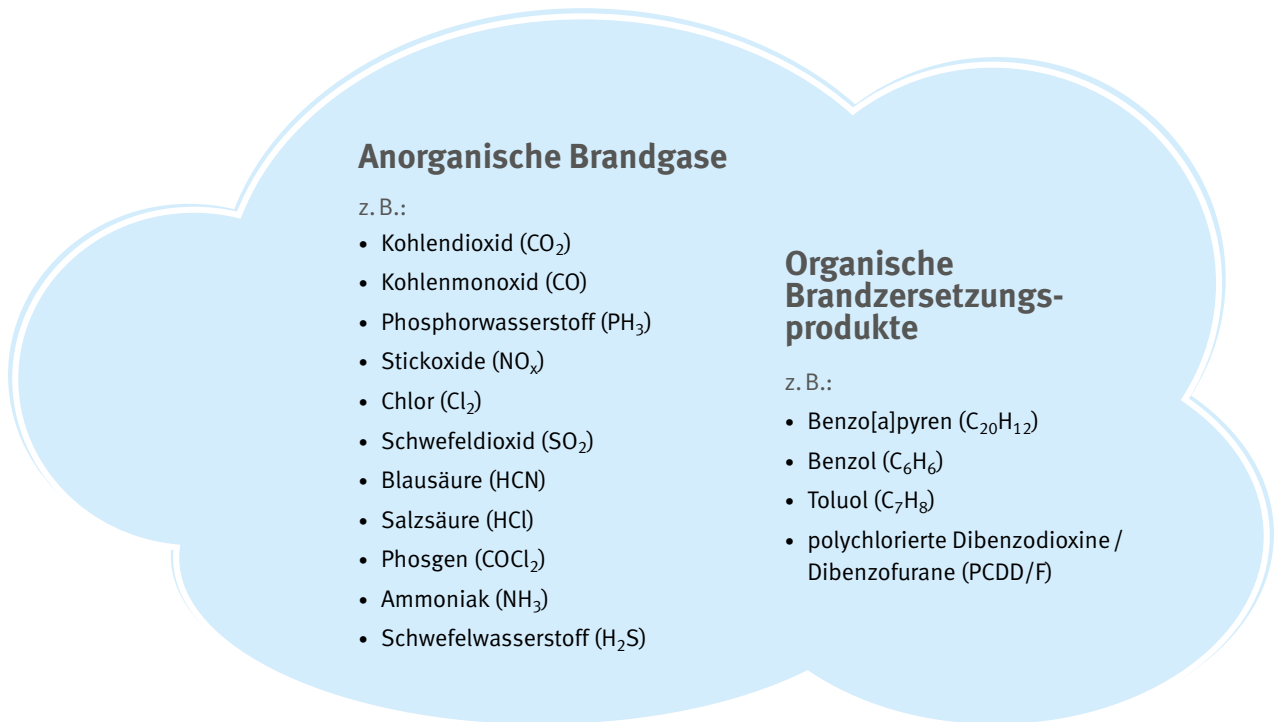 Anorganische Brandgase
z. B.:
• Kohlendioxid (CO₂)
• Kohlenmonoxid (CO)
• Phosphorwasserstoff (PH₃)
• Stickoxide (NOₓ)
• Chlor (Cl₂)
• Schwefeldioxid (SO₂)
• Blausäure (HCN)
• Salzsäure (HCl)
• Phosgen (COCl₂)
• Ammoniak (NH₃)
• Schwefelwasserstoff (H₂S)
Organische
Brandzersetzungs-
produkte
z. B.:
• Benzo[a]pyren (C₂₀H₁₂)
• Benzol (C₆H₆)
• Toluol (C₇H₈)
• polychlorierte Dibenzodioxine /
Dibenzofurane (PCDD/F)